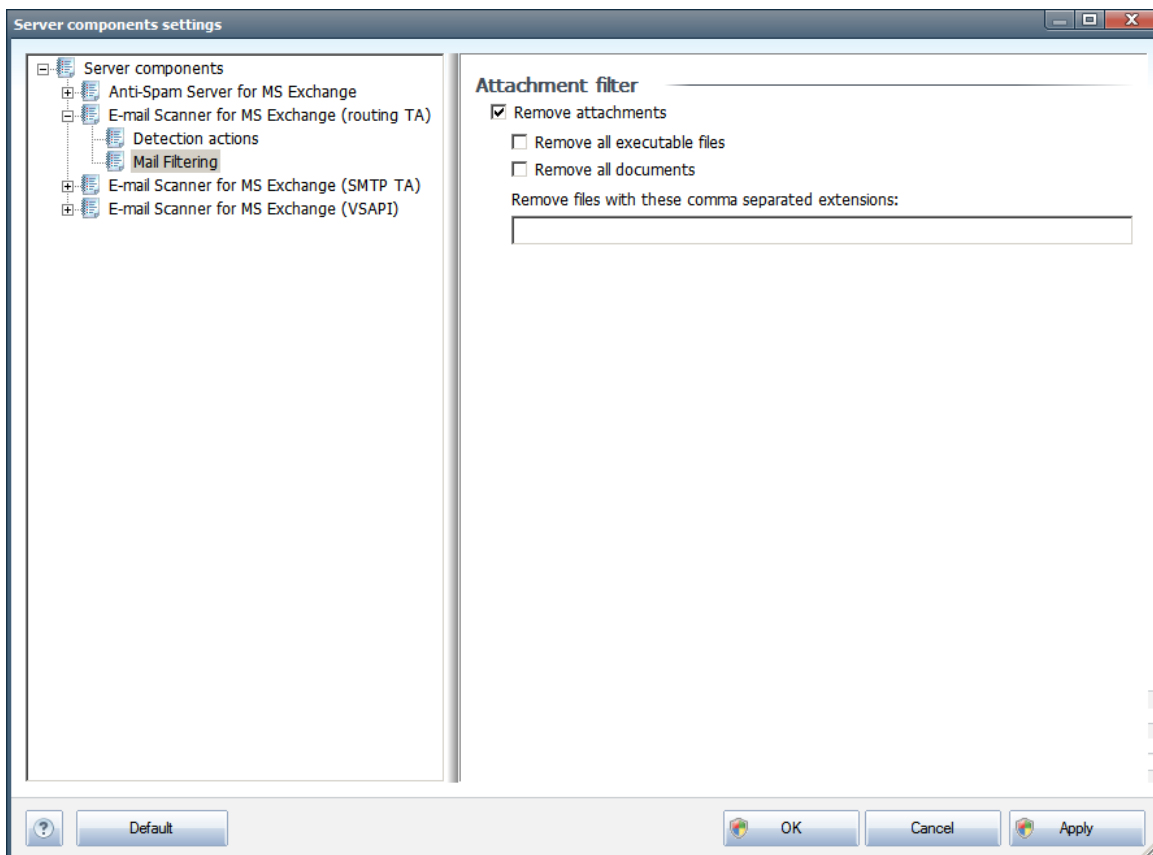 Server components settings
Server components
Anti-Spam Server for MS Exchange
E-mail Scanner for MS Exchange (routing TA)
Detection actions
Mail Filtering
E-mail Scanner for MS Exchange (SMTP TA)
E-mail Scanner for MS Exchange (VSAPI)
Attachment filter
Remove attachments
Remove all executable files
Remove all documents
Remove files with these comma separated extensions:
?
Default
OK
Cancel
Apply